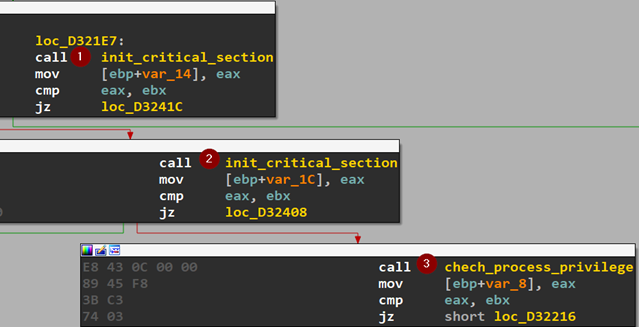 loc_D321E7:
call 1 init_critical_section
mov [ebp+var_14], eax
cmp eax, ebx
jz loc_D3241C
call 2 init_critical_section
mov [ebp+var_1C], eax
0 cmp eax, ebx
jz loc_D32408
E8 43 0C 00 00 call 3 chech_process_privilege
89 45 F8 mov [ebp+var_8], eax
3B C3 cmp eax, ebx
74 03 jz short loc_D32216